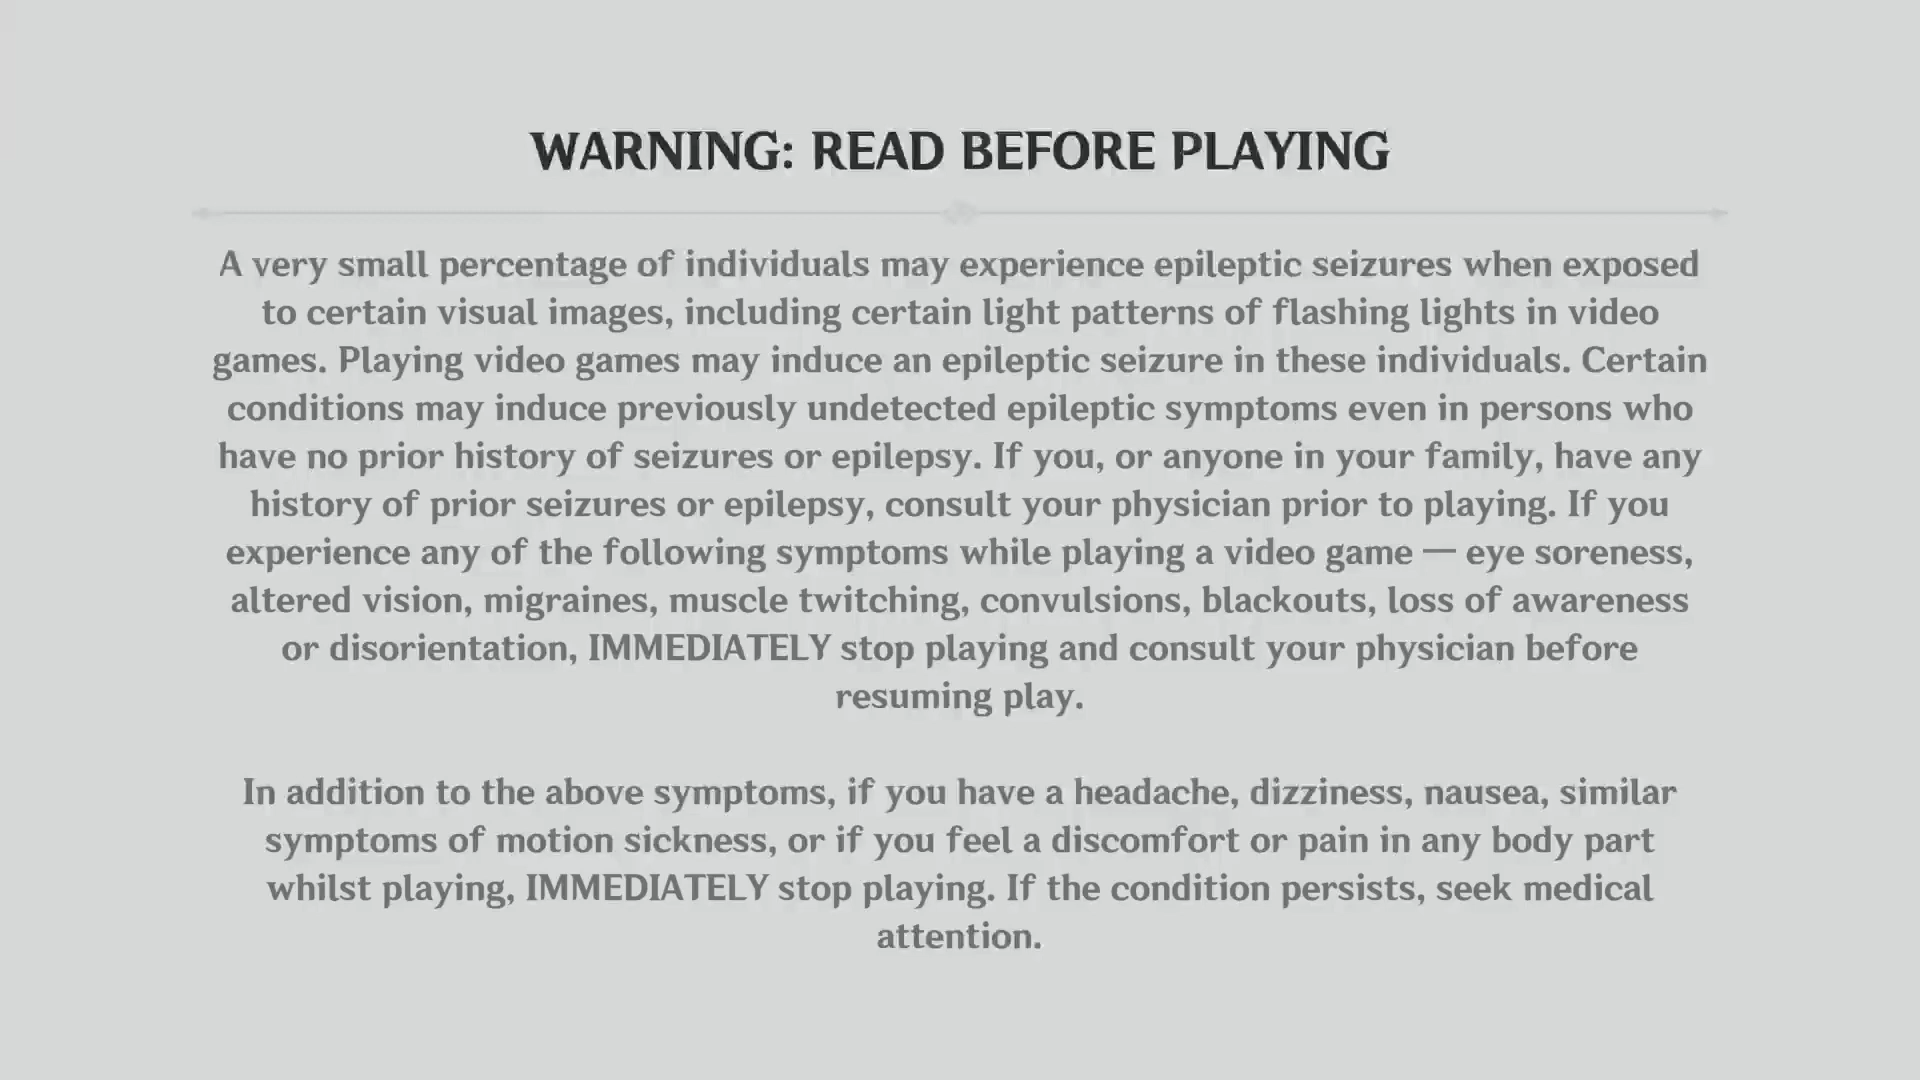 WARNING: READ BEFORE PLAYING
A very small percentage of individuals may experience epileptic seizures when exposed
to certain visual images, including certain light patterns of flashing lights in video
games. Playing video games may induce an epileptic seizure in these individuals. Certain
conditions may induce previously undetected epileptic symptoms even in persons who
have no prior history of seizures or epilepsy. If you, or anyone in your family, have any
history of prior seizures or epilepsy, consult your physician prior to playing. If you
experience any of the following symptoms while playing a video game — eye soreness,
altered vision, migraines, muscle twitching, convulsions, blackouts, loss of awareness
or disorientation, IMMEDIATELY stop playing and consult your physician before
resuming play.
In addition to the above symptoms, if you have a headache, dizziness, nausea, similar
symptoms of motion sickness, or if you feel a discomfort or pain in any body part
whilst playing, IMMEDIATELY stop playing. If the condition persists, seek medical
attention.